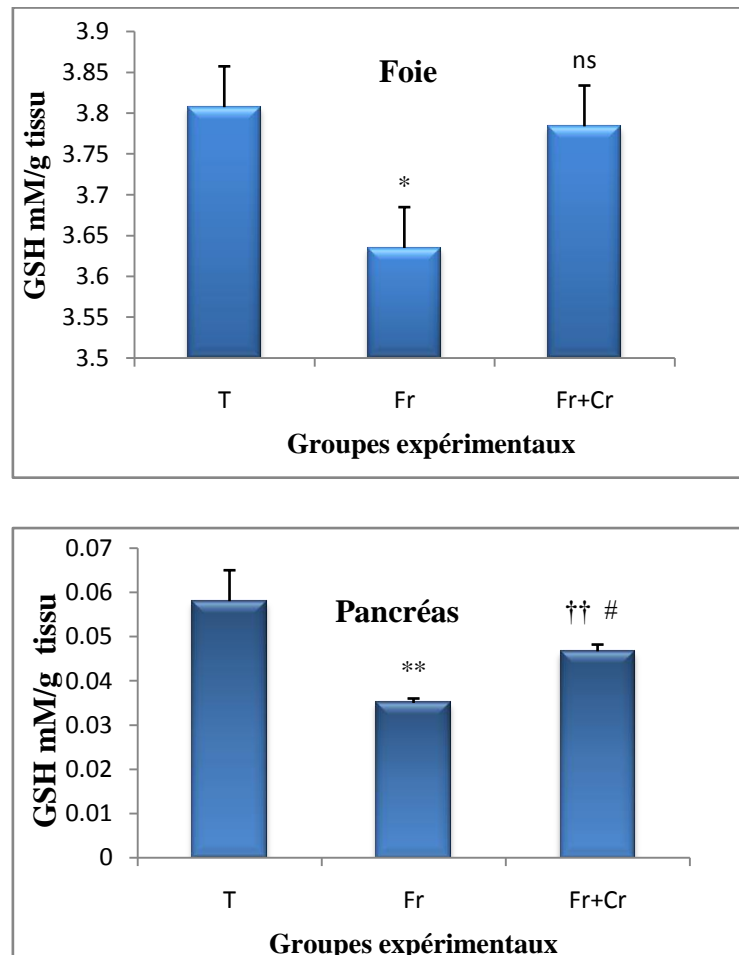 Foie
GSH mM/g tissu
3.9
3.85
3.8
3.75
3.7
3.65
3.6
3.55
3.5
*
ns
T Fr Fr+Cr
Groupes expérimentaux
Pancréas
GSH mM/g tissu
0.07
0.06
0.05
0.04
0.03
0.02
0.01
0
**
†† #
T Fr Fr+Cr
Groupes expérimentaux